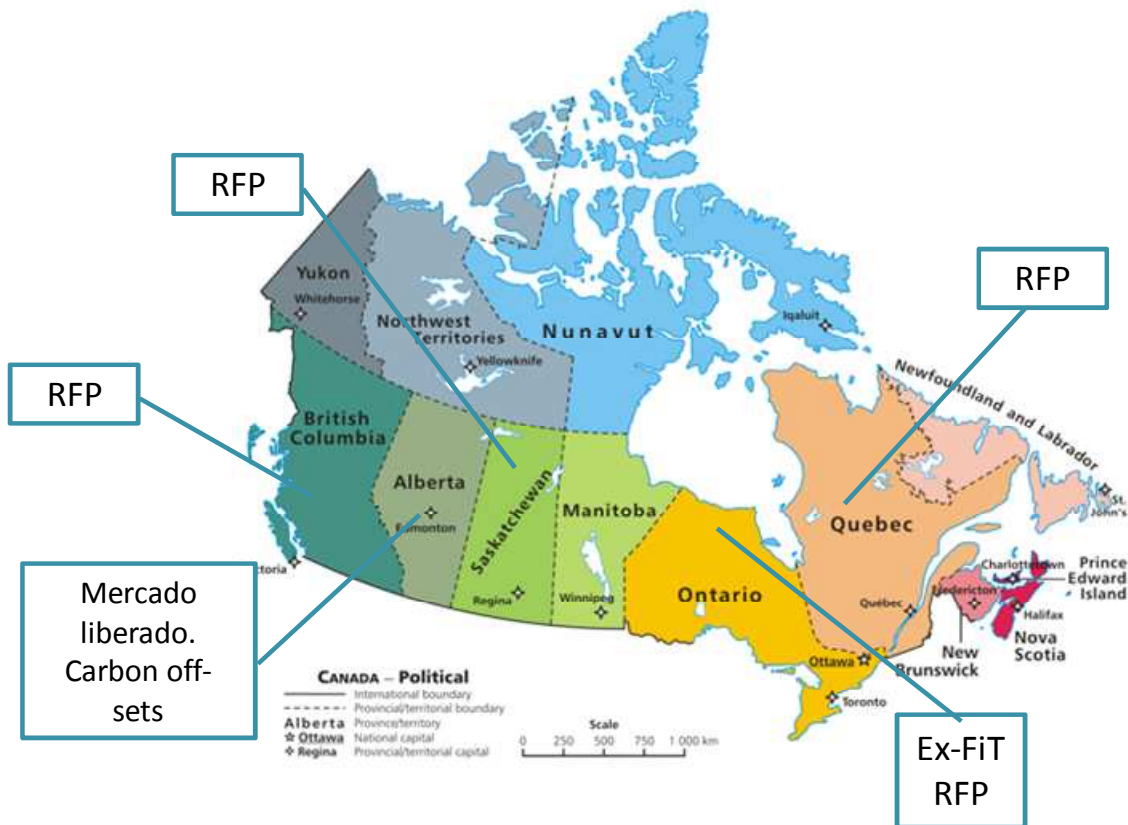 RFP
RFP
RFP
Mercado
liberado.
Carbon off-
sets
Ex-FiT
RFP
Yukon
Whitehorse
Northwest
Territories
Yellowknife
Nunavut
Iqaluit
Newfoundland and Labrador
St.
John's
British
Columbia
ctoria
Alberta
Edmonton
Saskatchewan
Regina
Manitoba
Winnipeg
Ontario
Ottawa
Toronto
Quebec
Québec
Charlottetown
Prince
Edward
Island
Fredericton
Halifax
Nova
Scotia
New
Brunswick
CANADA – Political
International boundary
Provincial/territorial boundary
Alberta Province/territory
Ottawa National capital
Regina Provincial/territorial capital
Scale
0 250 500 750 1 000 km